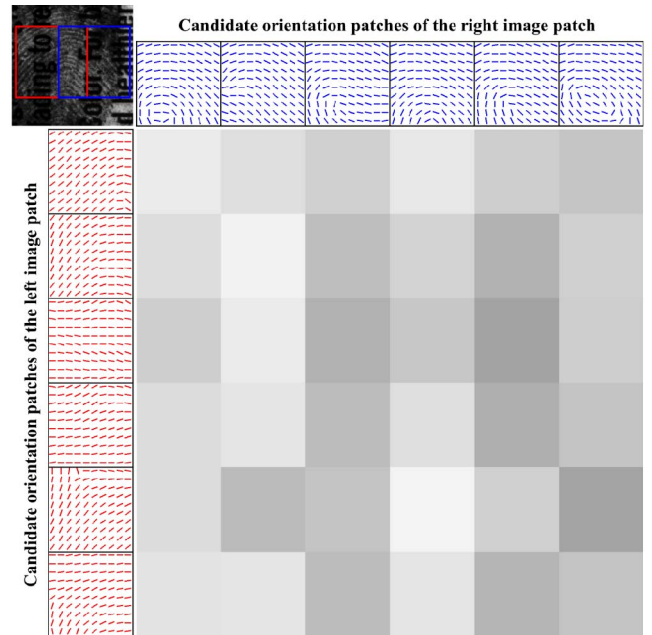 Candidate orientation patches of the right image patch
Candidate orientation patches of the left image patch